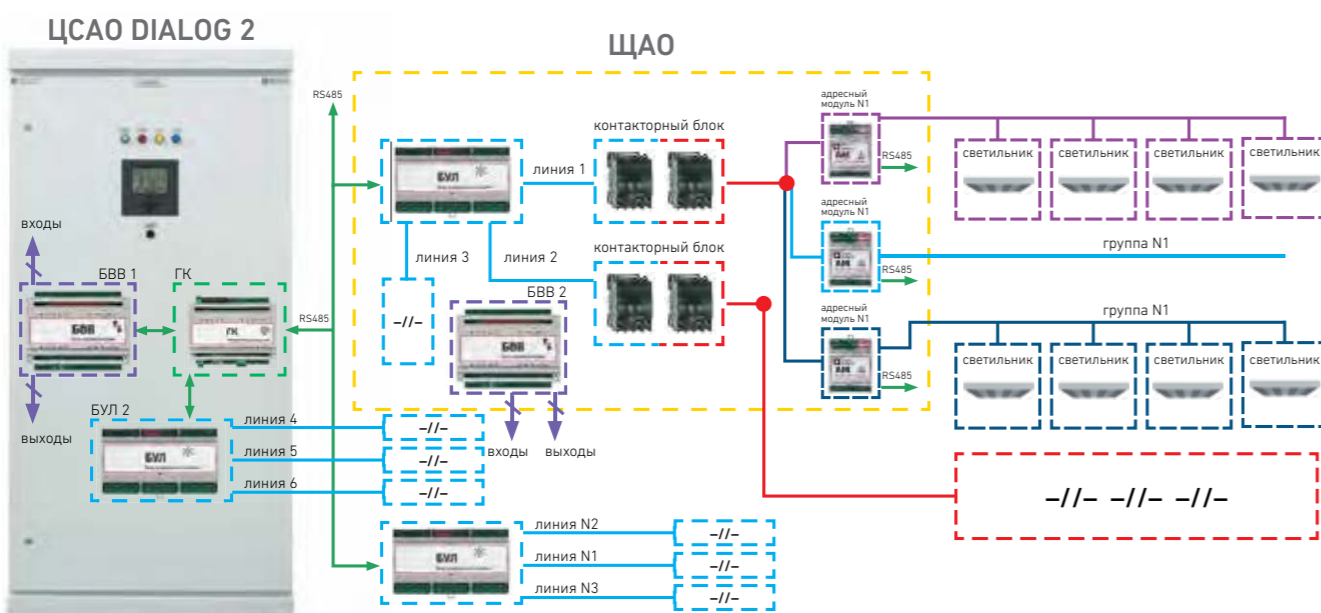 ЦСАО DIALOG 2
ЩАО
RS485
адресный
модуль N1
контакторный блок
БУЛ
линия 1
RS485
светильник
светильник
светильник
светильник
входы
линия 3
линия 2
контакторный блок
адресный
модуль N1
группа N1
RS485
БВВ 1
ГК
БВВ
ГК
RS485
–//–
БВВ 2
БВВ
адресный
модуль N1
группа N1
RS485
светильник
светильник
светильник
светильник
выходы
БУЛ 2
БУЛ
линия 4
–//–
линия 5
–//–
линия 6
–//–
входы
выходы
–//– –//– –//–
БУЛ
линия N2
–//–
линия N1
–//–
линия N3
–//–